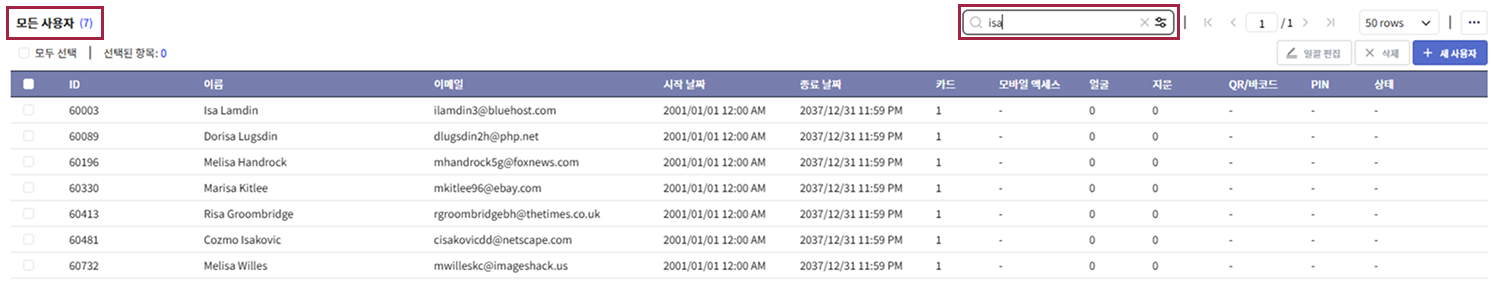 모든 사용자 (7) isa 1 / 1 50 rows ...
모두 선택 선택된 항목: 0 일괄 편집 삭제 + 새 사용자
ID 이름 이메일 시작 날짜 종료 날짜 카드 모바일 액세스 얼굴 지문 QR/바코드 PIN 상태
60003 Isa Lamdin ilamdin3@bluehost.com 2001/01/01 12:00 AM 2037/12/31 11:59 PM 1 - 0 0 - - -
60089 Dorisa Lugsdin dlugsdin2h@php.net 2001/01/01 12:00 AM 2037/12/31 11:59 PM 1 - 0 0 - - -
60196 Melisa Handrock mhandrock5g@foxnews.com 2001/01/01 12:00 AM 2037/12/31 11:59 PM 1 - 0 0 - - -
60330 Marisa Kitlee mkitlee96@ebay.com 2001/01/01 12:00 AM 2037/12/31 11:59 PM 1 - 0 0 - - -
60413 Risa Groombridge rgroombridgebh@thetimes.co.uk 2001/01/01 12:00 AM 2037/12/31 11:59 PM 1 - 0 0 - - -
60481 Cozmo Isakovic cisakovicdd@netscape.com 2001/01/01 12:00 AM 2037/12/31 11:59 PM 1 - 0 0 - - -
60732 Melisa Willes mwilleskc@imageshack.us 2001/01/01 12:00 AM 2037/12/31 11:59 PM 1 - 0 0 - - -